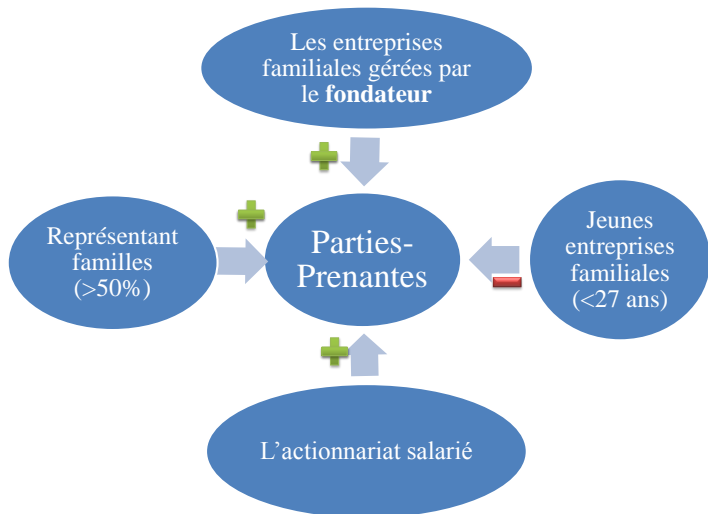 Les entreprises
familiales gérées par
le fondateur
Représentant
familles
(>50%)
Parties-
Prenantes
Jeunes
entreprises
familiales
(<27 ans)
L'actionnariat salarié